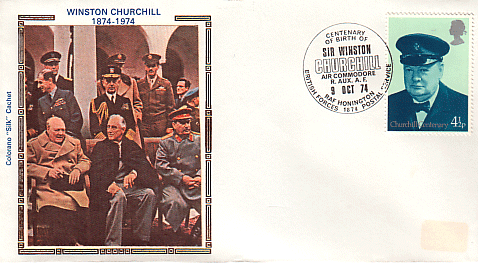 WINSTON CHURCHILL
1874-1974
Colorano "Silk" Cachet
CENTENARY
OF BIRTH OF
SIR WINSTON
CHURCHILL
AIR COMMODORE
R. AUX. A. F.
9 OCT 74
RAF HONINGTON
1874
BRITISH FORCES POSTAL SERVICE
Churchill Centenary
4½p